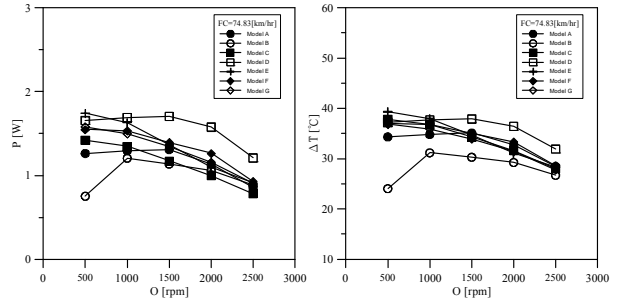 3
2
1
0
P [W]
0 500 1000 1500 2000 2500 3000
O [rpm]
FC=74.83[km/hr]
Model A
Model B
Model C
Model D
Model E
Model F
Model G
60
50
40
30
20
10
Δ T [℃]
0 500 1000 1500 2000 2500 3000
O [rpm]
FC=74.83[km/hr]
Model A
Model B
Model C
Model D
Model E
Model F
Model G